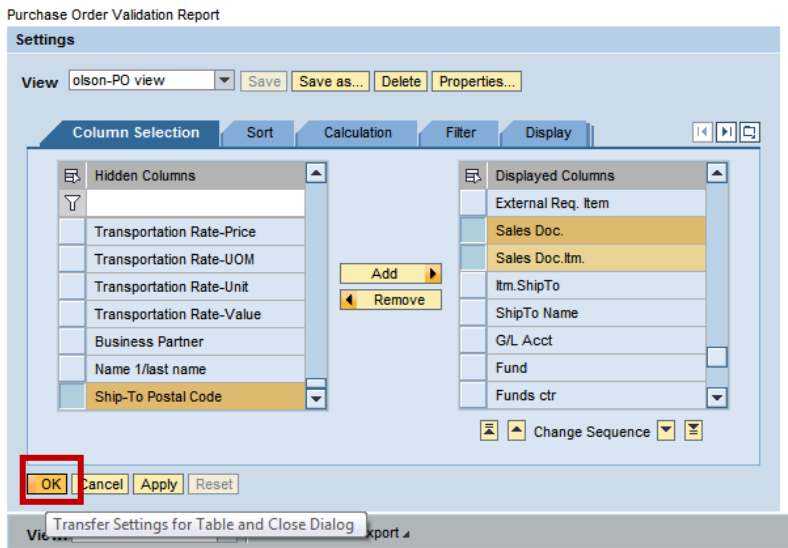 Purchase Order Validation Report
Settings
View olson-PO view Save Save as... Delete Properties...
Column Selection Sort Calculation Filter Display
Hidden Columns
Transportation Rate-Price
Transportation Rate-UOM
Transportation Rate-Unit
Transportation Rate-Value
Business Partner
Name 1/last name
Ship-To Postal Code
Add
Remove
Displayed Columns
External Req. Item
Sales Doc.
Sales Doc.Itm.
Itm.ShipTo
ShipTo Name
G/L Acct
Fund
Funds ctr
Change Sequence
OK Cancel Apply Reset
Transfer Settings for Table and Close Dialog